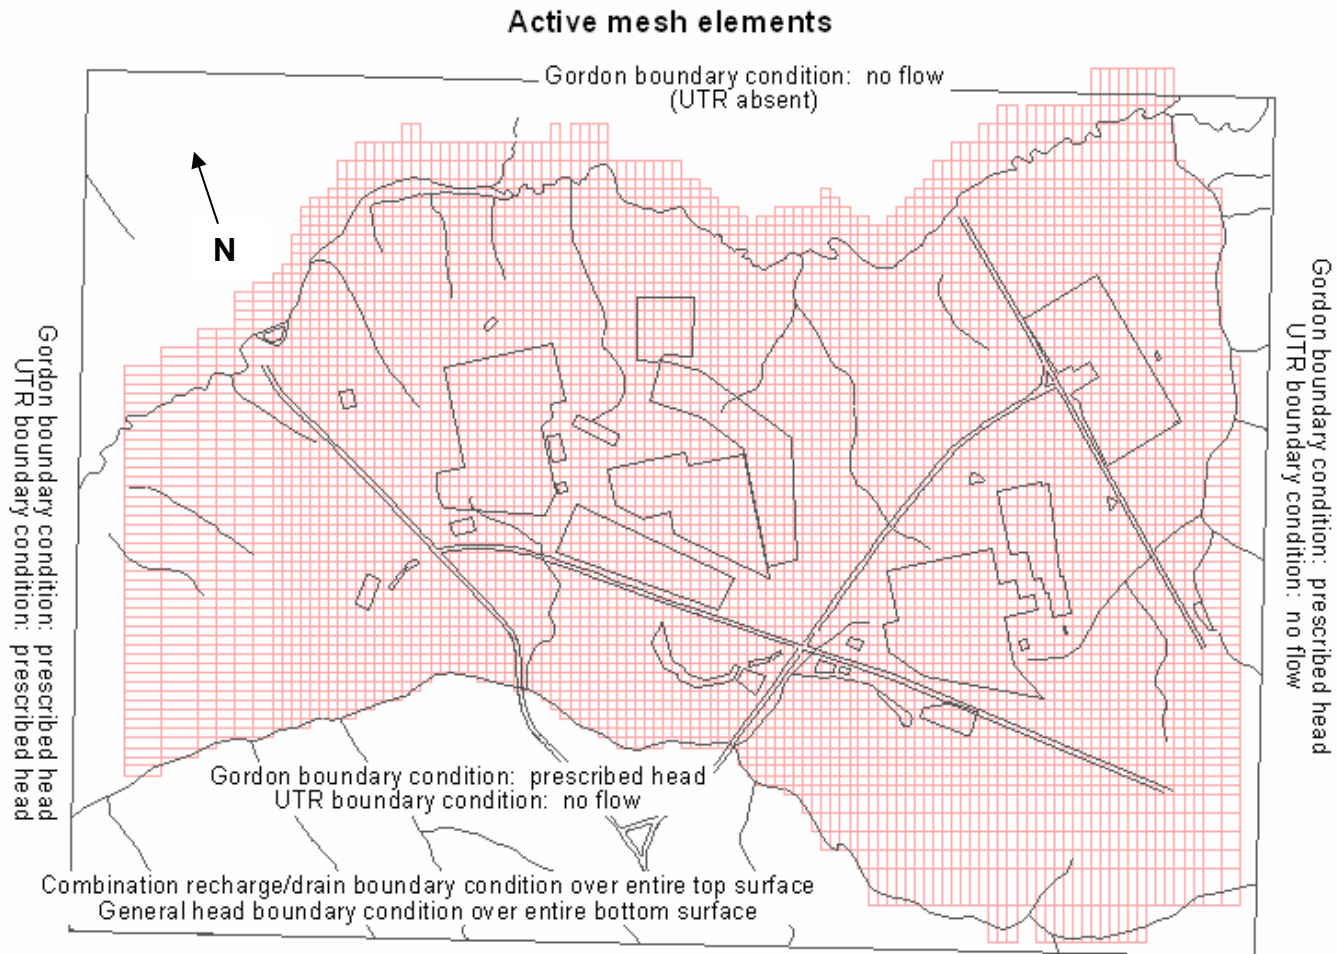 Active mesh elements
Gordon boundary condition: no flow
(UTR absent)
N
Gordon boundary condition: prescribed head
UTR boundary condition: prescribed head
Gordon boundary condition: prescribed head
UTR boundary condition: no flow
Gordon boundary condition: prescribed head
UTR boundary condition: no flow
Combination recharge/drain boundary condition over entire top surface
General head boundary condition over entire bottom surface